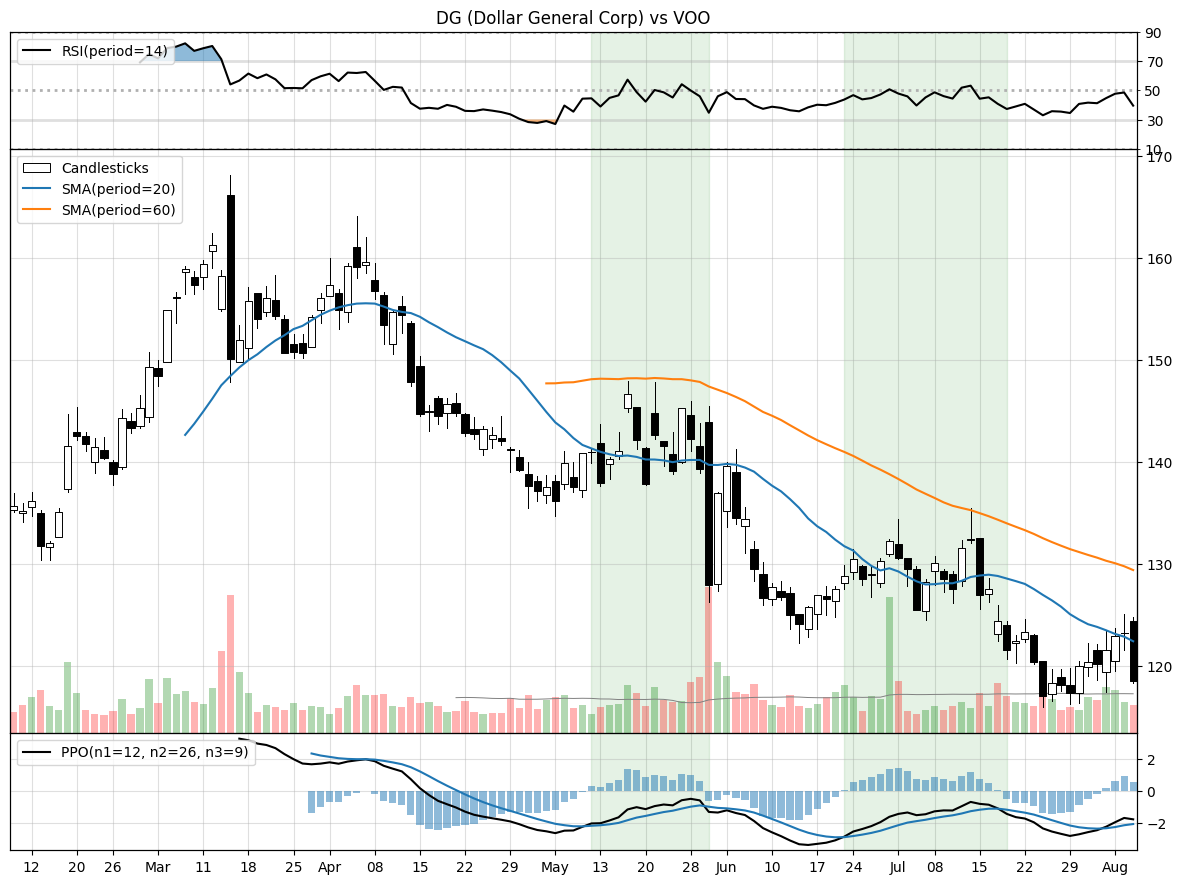 DG (Dollar General Corp) vs VOO
RSI(period=14)
90
70
50
30
10
Candlesticks
SMA(period=20)
SMA(period=60)
170
160
150
140
130
120
PPO(n1=12, n2=26, n3=9)
2
0
−2
12 20 26 Mar 11 18 25 Apr 08 15 22 29 May 13 20 28 Jun 10 17 24 Jul 08 15 22 29 Aug